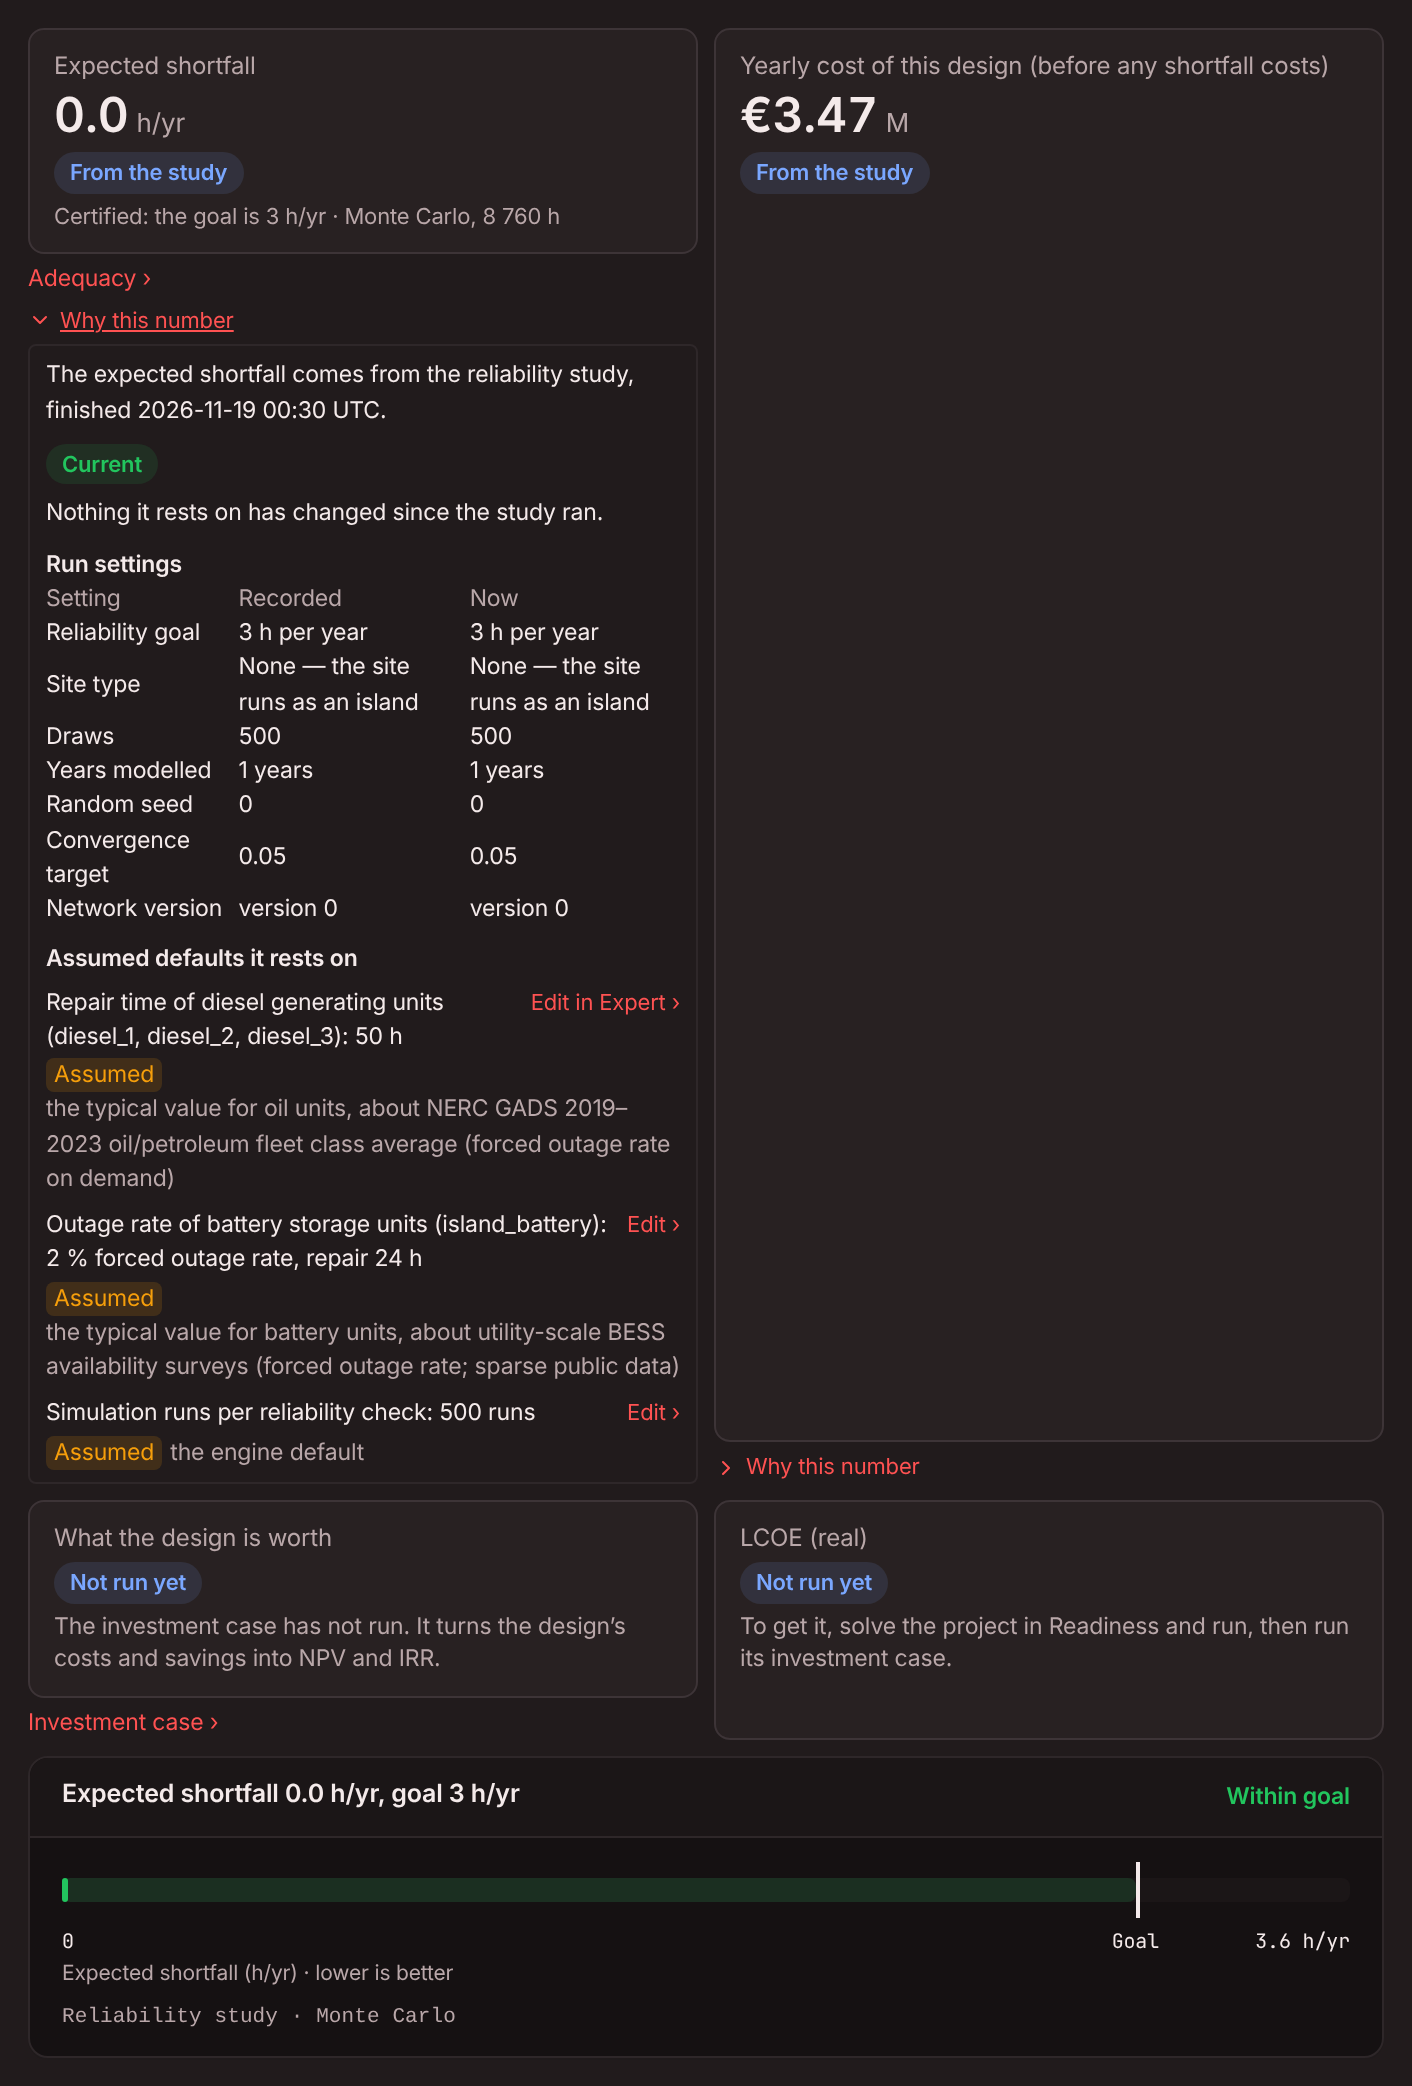 Expected shortfall
0.0 h/yr
From the study
Certified: the goal is 3 h/yr · Monte Carlo, 8 760 h
Adequacy ›
Why this number
The expected shortfall comes from the reliability study,
finished 2026-11-19 00:30 UTC.
Current
Nothing it rests on has changed since the study ran.
Run settings
Setting Recorded Now
Reliability goal 3 h per year 3 h per year
Site type None — the site runs as an island None — the site runs as an island
Draws 500 500
Years modelled 1 years 1 years
Random seed 0 0
Convergence target 0.05 0.05
Network version version 0 version 0
Assumed defaults it rests on
Repair time of diesel generating units Edit in Expert ›
(diesel_1, diesel_2, diesel_3): 50 h
Assumed
the typical value for oil units, about NERC GADS 2019–
2023 oil/petroleum fleet class average (forced outage rate
on demand)
Outage rate of battery storage units (island_battery): Edit ›
2 % forced outage rate, repair 24 h
Assumed
the typical value for battery units, about utility-scale BESS
availability surveys (forced outage rate; sparse public data)
Simulation runs per reliability check: 500 runs Edit ›
Assumed the engine default
Yearly cost of this design (before any shortfall costs)
€3.47 M
From the study
Why this number
What the design is worth
Not run yet
The investment case has not run. It turns the design’s
costs and savings into NPV and IRR.
Investment case ›
LCOE (real)
Not run yet
To get it, solve the project in Readiness and run, then run
its investment case.
Expected shortfall 0.0 h/yr, goal 3 h/yr
Within goal
0 Goal 3.6 h/yr
Expected shortfall (h/yr) · lower is better
Reliability study · Monte Carlo